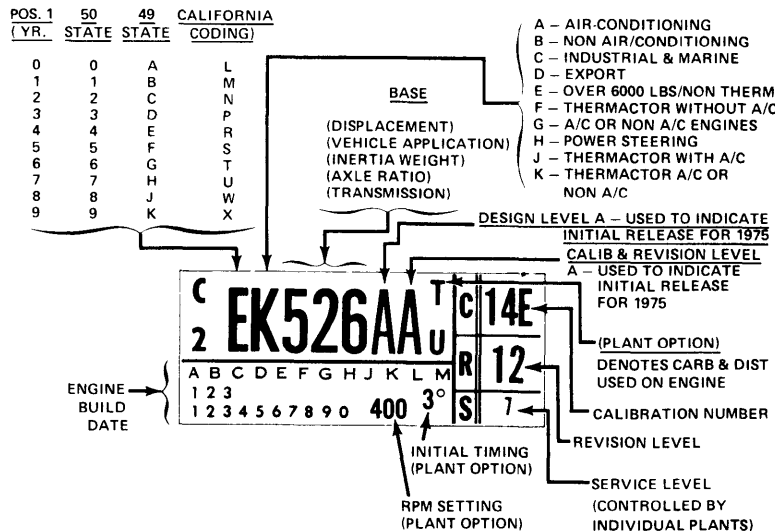 POS. 1 50 49 CALIFORNIA
(YR. STATE STATE CODING)
0 0 A L
1 1 B M
2 2 C N
3 3 D P
4 4 E R
5 5 F S
6 6 G T
7 7 H U
8 8 J W
9 9 K X
BASE
(DISPLACEMENT)
(VEHICLE APPLICATION)
(INERTIA WEIGHT)
(AXLE RATIO)
(TRANSMISSION)
A – AIR-CONDITIONING
B – NON AIR/CONDITIONING
C – INDUSTRIAL & MARINE
D – EXPORT
E – OVER 6000 LBS/NON THERM
F – THERMACTOR WITHOUT A/C
G – A/C OR NON A/C ENGINES
H – POWER STEERING
J – THERMACTOR WITH A/C
K – THERMACTOR A/C OR
NON A/C
DESIGN LEVEL A – USED TO INDICATE
INITIAL RELEASE FOR 1975
CALIB & REVISION LEVEL
A – USED TO INDICATE
INITIAL RELEASE
FOR 1975
C 2 EK526AA T U
C 14E
R 12
S 7
A B C D E F G H J K L M
1 2 3
1 2 3 4 5 6 7 8 9 0 400 3°
ENGINE
BUILD
DATE
(PLANT OPTION)
DENOTES CARB & DIST
USED ON ENGINE
CALIBRATION NUMBER
REVISION LEVEL
INITIAL TIMING
(PLANT OPTION)
RPM SETTING
(PLANT OPTION)
SERVICE LEVEL
(CONTROLLED BY
INDIVIDUAL PLANTS)